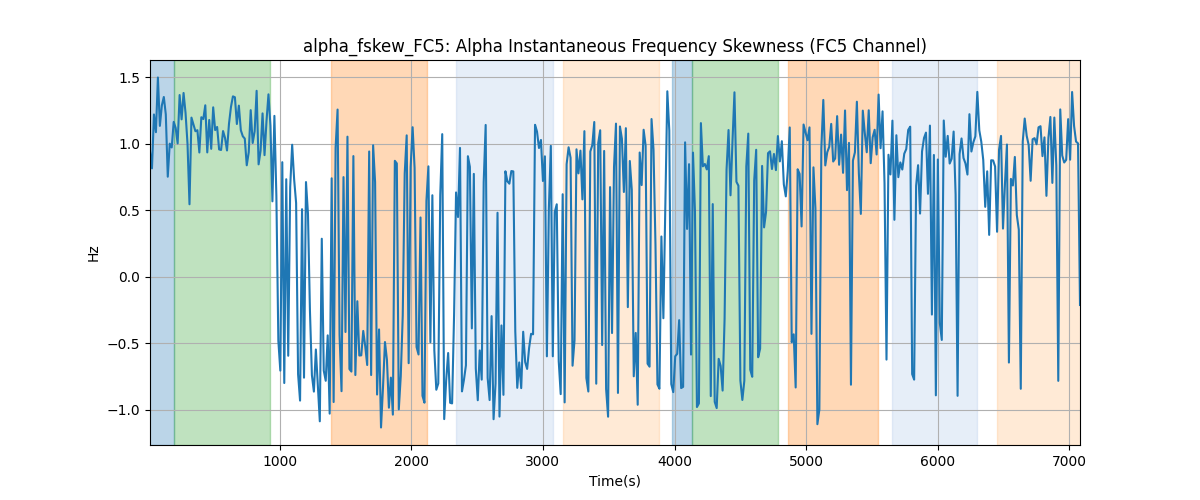 alpha_fskew_FC5: Alpha Instantaneous Frequency Skewness (FC5 Channel)
1.5
1.0
0.5
0.0
−0.5
−1.0
Hz
1000 2000 3000 4000 5000 6000 7000
Time(s)